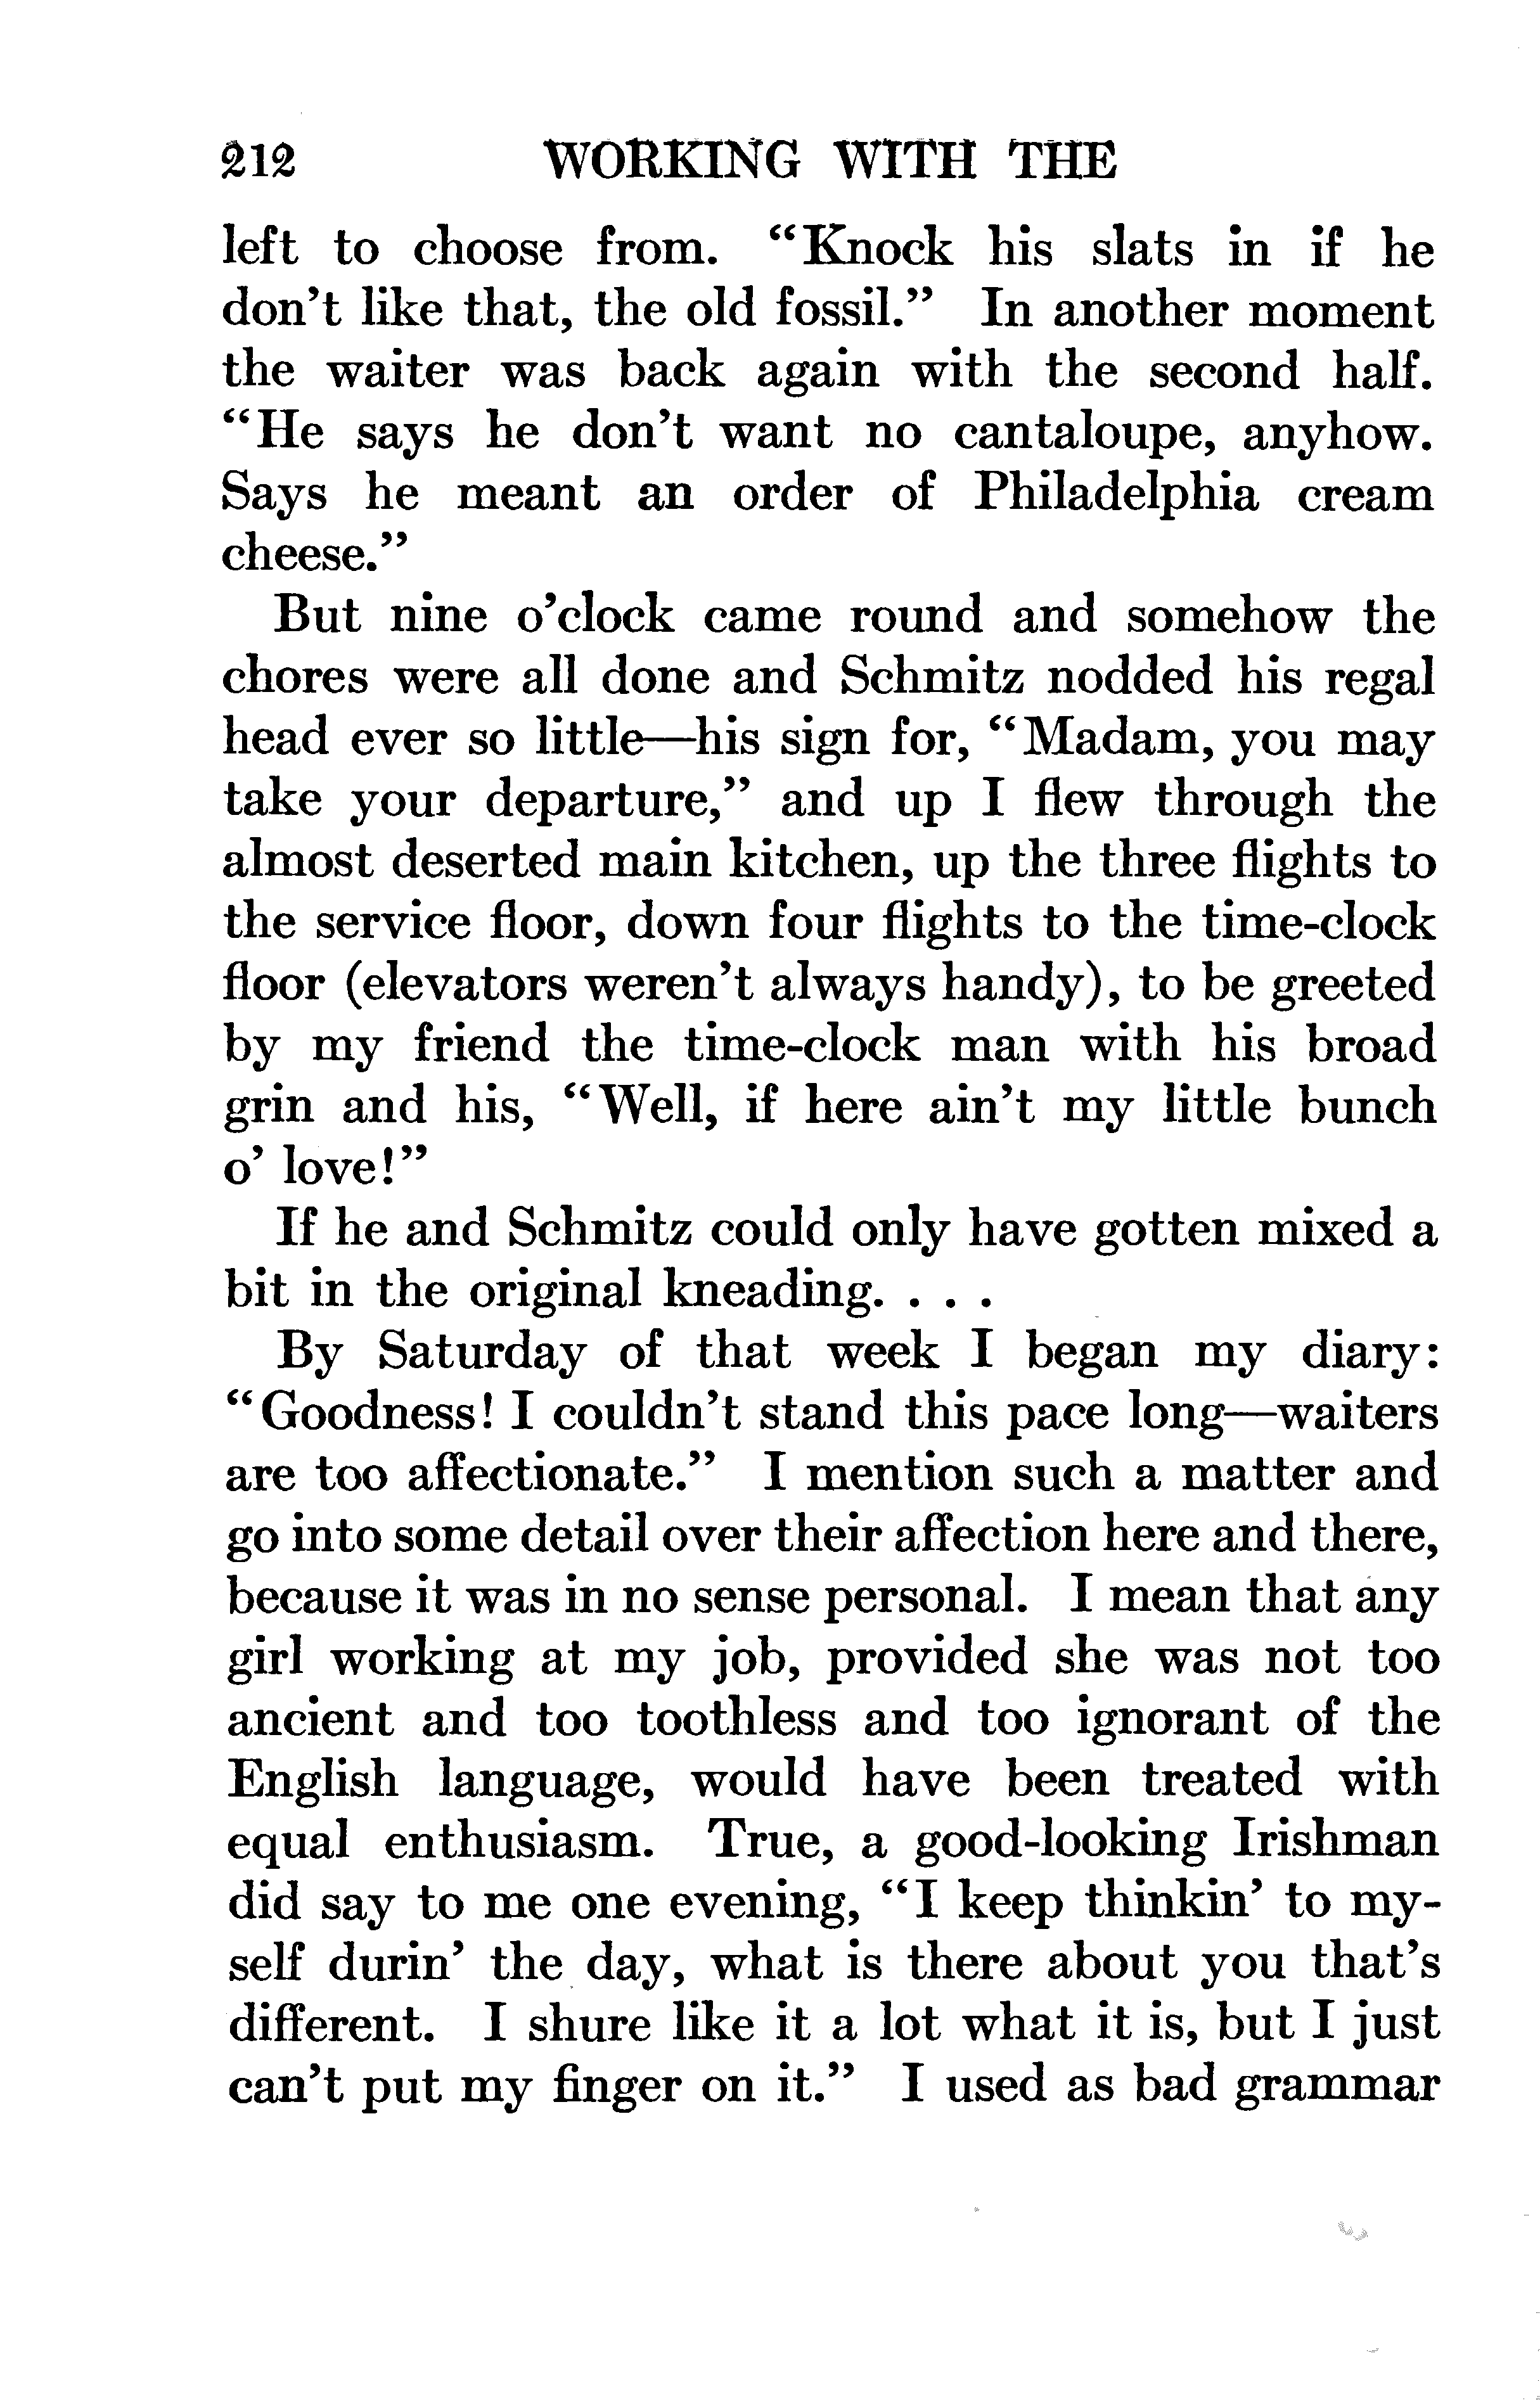 212 WORKING WITH THE
left to choose from. “Knock his slats in if he
don’t like that, the old fossil.” In another moment
the waiter was back again with the second half.
“He says he don’t want no cantaloupe, anyhow.
Says he meant an order of Philadelphia cream
cheese.”
But nine o’clock came round and somehow the
chores were all done and Schmitz nodded his regal
head ever so little—his sign for, “Madam, you may
take your departure,” and up I flew through the
almost deserted main kitchen, up the three flights to
the service floor, down four flights to the time-clock
floor (elevators weren’t always handy), to be greeted
by my friend the time-clock man with his broad
grin and his, “Well, if here ain’t my little bunch
o’ love!”
If he and Schmitz could only have gotten mixed a
bit in the original kneading. . . .
By Saturday of that week I began my diary:
“Goodness! I couldn’t stand this pace long—waiters
are too affectionate.” I mention such a matter and
go into some detail over their affection here and there,
because it was in no sense personal. I mean that any
girl working at my job, provided she was not too
ancient and too toothless and too ignorant of the
English language, would have been treated with
equal enthusiasm. True, a good-looking Irishman
did say to me one evening, “I keep thinkin’ to my-
self durin’ the day, what is there about you that’s
different. I shure like it a lot what it is, but I just
can’t put my finger on it.” I used as bad grammar